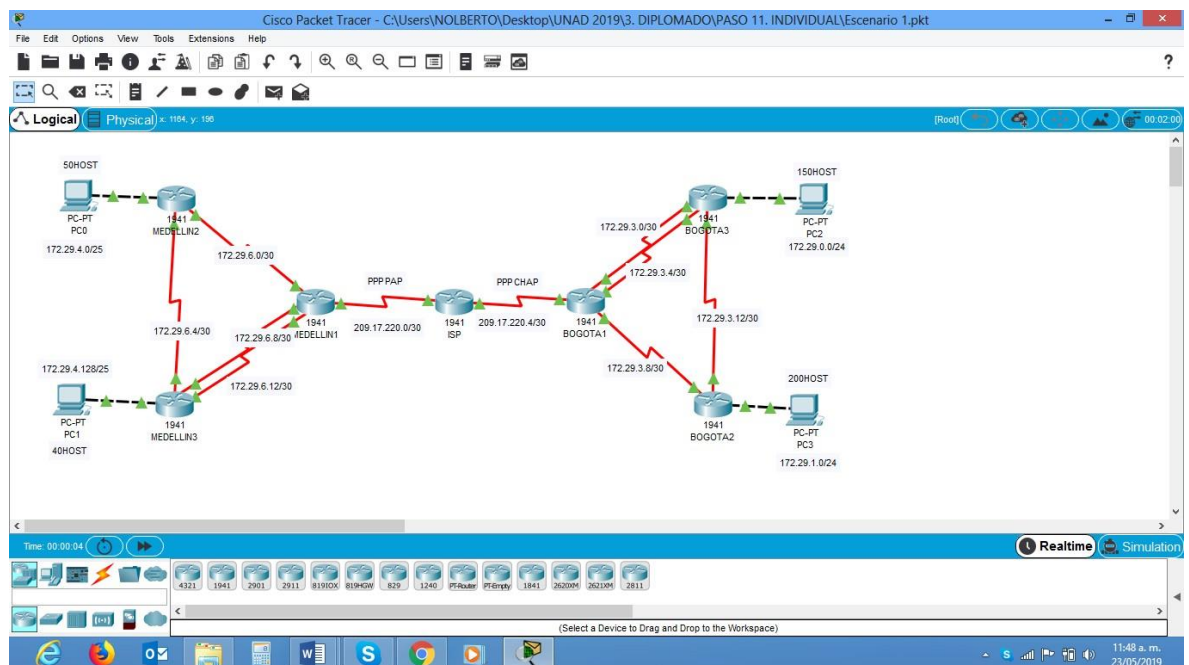 Cisco Packet Tracer - C:\Users\NOLBERTO\Desktop\UNAD 2019\3. DIPLOMADO\PASO 11. INDIVIDUAL\Escenario 1.pkt
File Edit Options View Tools Extensions Help
?
Logical
Physical
x: 1164, y: 196
[Root]
00:02:00
50HOST
PC-PT
PC0
172.29.4.0/25
1941
MEDELLIN2
172.29.6.0/30
172.29.6.4/30
172.29.6.8/30
172.29.6.12/30
1941
MEDELLIN1
PPP PAP
209.17.220.0/30
1941
ISP
PPP CHAP
209.17.220.4/30
1941
BOGOTA1
172.29.3.0/30
172.29.3.4/30
1941
BOGOTA3
150HOST
PC-PT
PC2
172.29.0.0/24
172.29.3.12/30
172.29.3.8/30
172.29.4.128/25
PC-PT
PC1
40HOST
1941
MEDELLIN3
1941
BOGOTA2
200HOST
PC-PT
PC3
172.29.1.0/24
Time: 00:00:04
Realtime
Simulation
4321 1941 2901 2911 819IOX 819HGW 829 1240 PT-Router PT-Empty 1841 2620XM 2621XM 2811
(Select a Device to Drag and Drop to the Workspace)
11:48 a. m.
23/05/2019